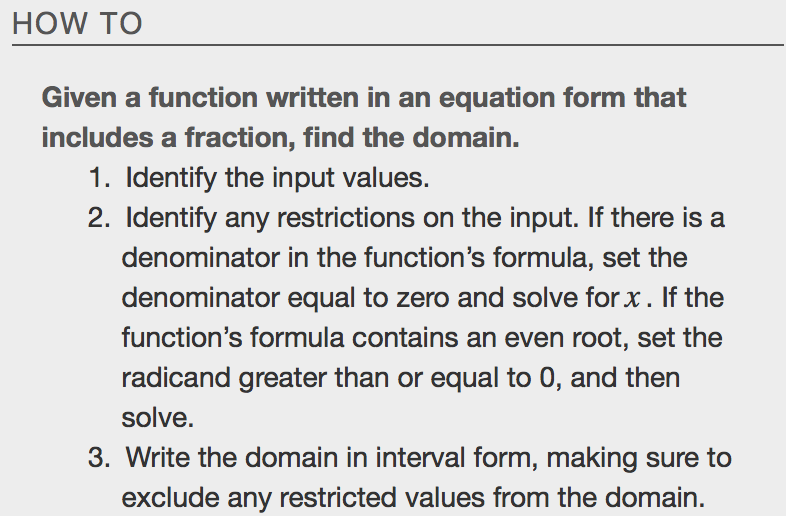 HOW TO
Given a function written in an equation form that
includes a fraction, find the domain.
1. Identify the input values.
2. Identify any restrictions on the input. If there is a
denominator in the function’s formula, set the
denominator equal to zero and solve for x . If the
function’s formula contains an even root, set the
radicand greater than or equal to 0, and then
solve.
3. Write the domain in interval form, making sure to
exclude any restricted values from the domain.